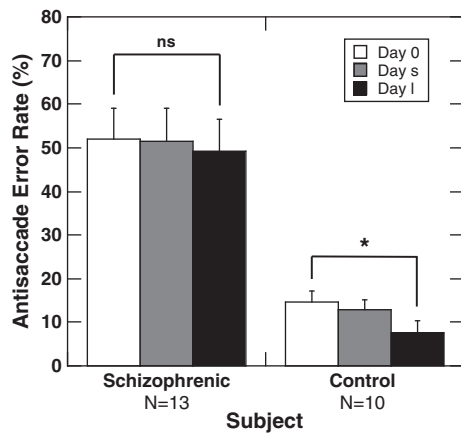 80
70
60
50
40
30
20
10
0
Antisaccade Error Rate (%)
ns
Day 0
Day s
Day l
*
Schizophrenic
N=13
Control
N=10
Subject